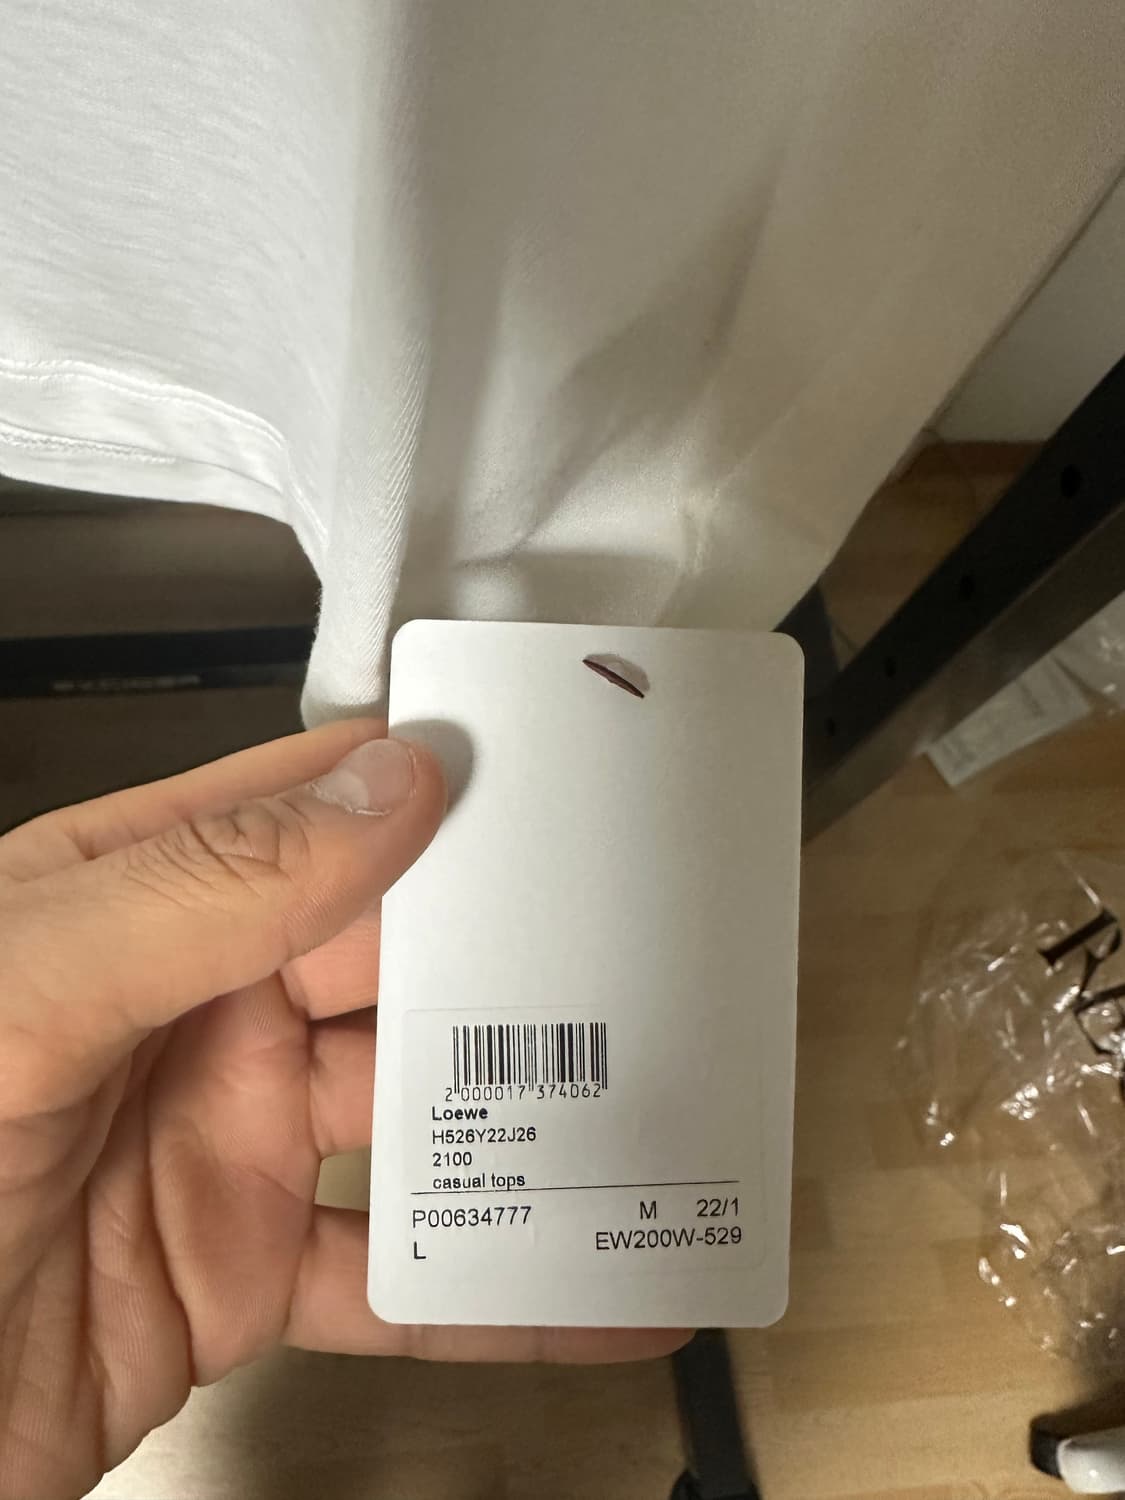 2 000017 374062
Loewe
H526Y22J26
2100
casual tops
P00634777 M 22/1
L EW200W-529